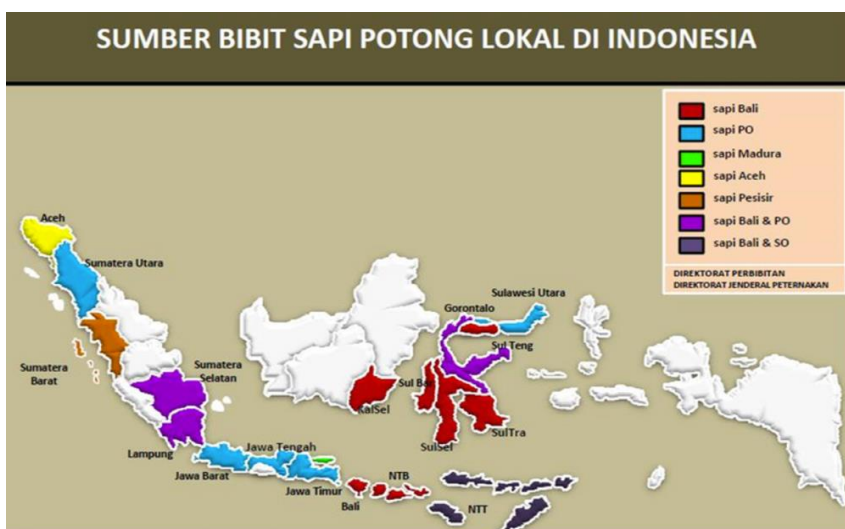 SUMBER BIBIT SAPI POTONG LOKAL DI INDONESIA
sapi Bali
sapi PO
sapi Madura
sapi Aceh
sapi Pesisir
sapi Bali & PO
sapi Bali & SO
DIREKTORAT PERBIBITAN
DIREKTORAT JENDERAL PETERNAKAN
Aceh
Sumatera Utara
Sumatera
Barat
Sumatera
Selatan
Lampung
Jawa Barat
Jawa Tengah
Jawa Timur
Bali
NTB
NTT
KalSel
Sul Bar
SulSel
SulTra
Sul Teng
Gorontalo
Sulawesi Utara